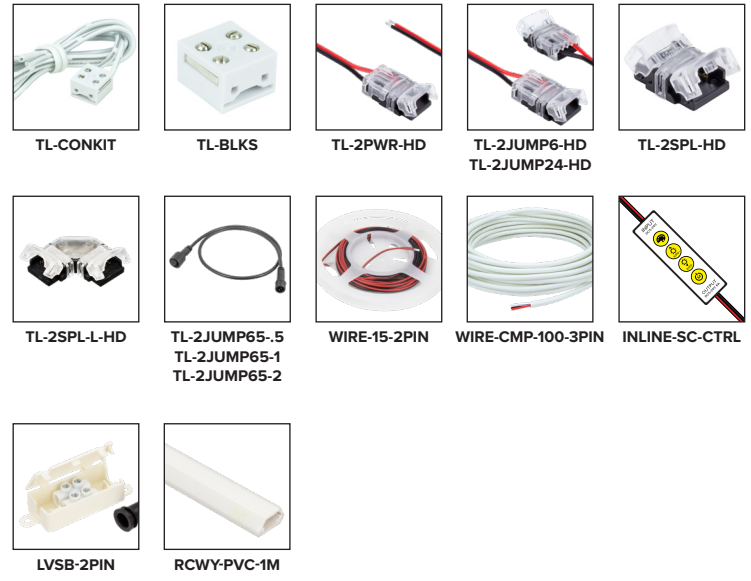 TL-CONKIT
TL-BLKS
TL-2PWR-HD
TL-2JUMP6-HD
TL-2JUMP24-HD
TL-2SPL-HD
TL-2SPL-L-HD
TL-2JUMP65-.5
TL-2JUMP65-1
TL-2JUMP65-2
WIRE-15-2PIN
WIRE-CMP-100-3PIN
INPUT
OUTPUT
INLINE-SC-CTRL
LVSB-2PIN
RCWY-PVC-1M